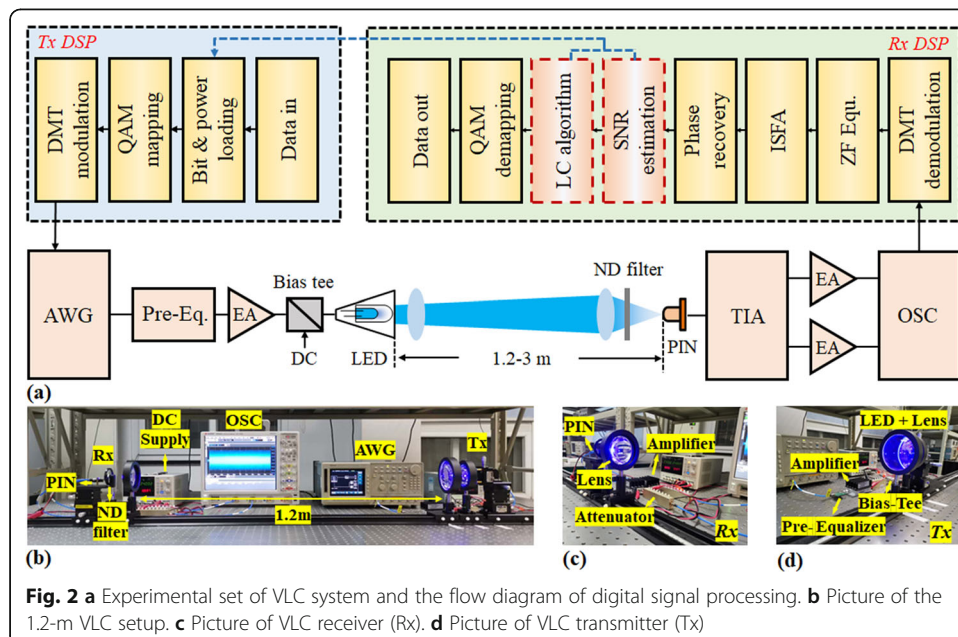 Tx DSP
DMT modulation
QAM mapping
Bit & power loading
Data in
Rx DSP
Data out
QAM demapping
LC algorithm
SNR estimation
Phase recovery
ISFA
ZF Equ.
DMT demodulation
AWG
Pre-Eq.
EA
Bias tee
DC
LED
1.2-3 m
ND filter
PIN
TIA
EA
EA
OSC
(a)
PIN
Rx
ND
filter
DC
Supply
OSC
AWG
Tx
1.2m
(b)
PIN
Amplifier
Lens
Attenuator
Rx
(c)
LED + Lens
Amplifier
Bias-Tee
Pre-Equalizer
Tx
(d)
Fig. 2 a Experimental set of VLC system and the flow diagram of digital signal processing. b Picture of the
1.2-m VLC setup. c Picture of VLC receiver (Rx). d Picture of VLC transmitter (Tx)